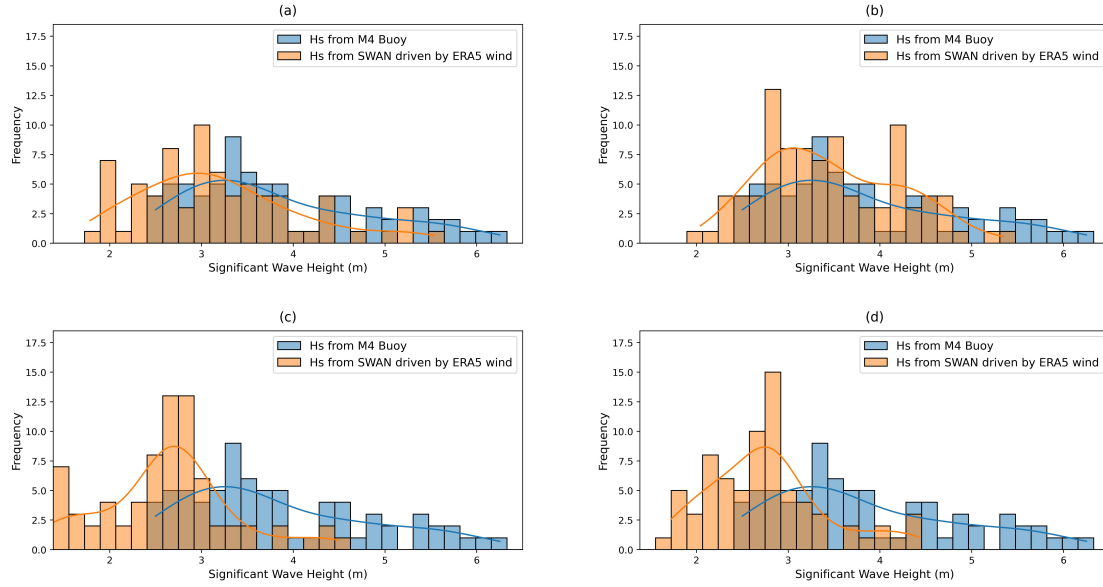 (a)
17.5
15.0
12.5
10.0
7.5
5.0
2.5
0.0
Frequency
Hs from M4 Buoy
Hs from SWAN driven by ERA5 wind
2 3 4 5 6
Significant Wave Height (m)
(b)
17.5
15.0
12.5
10.0
7.5
5.0
2.5
0.0
Frequency
Hs from M4 Buoy
Hs from SWAN driven by ERA5 wind
2 3 4 5 6
Significant Wave Height (m)
(c)
17.5
15.0
12.5
10.0
7.5
5.0
2.5
0.0
Frequency
Hs from M4 Buoy
Hs from SWAN driven by ERA5 wind
2 3 4 5 6
Significant Wave Height (m)
(d)
17.5
15.0
12.5
10.0
7.5
5.0
2.5
0.0
Frequency
Hs from M4 Buoy
Hs from SWAN driven by ERA5 wind
2 3 4 5 6
Significant Wave Height (m)